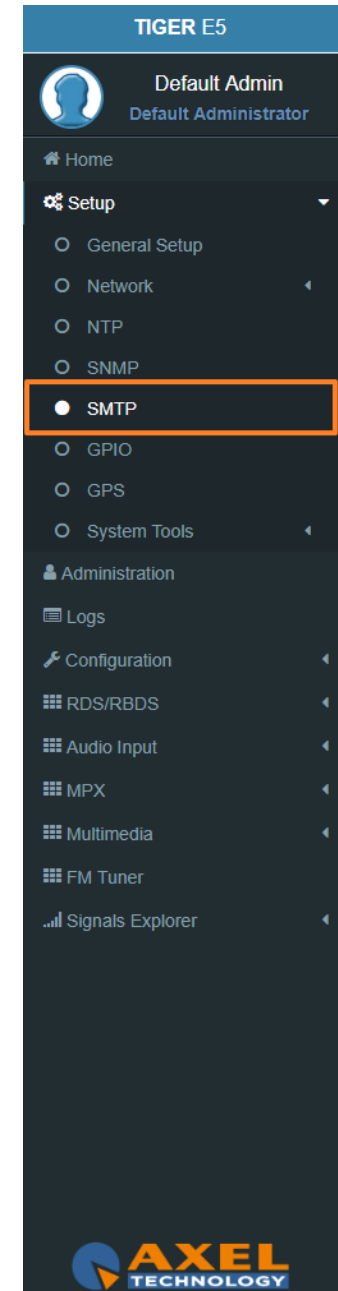 TIGER E5
Default Admin
Default Administrator
Home
Setup
General Setup
Network
NTP
SNMP
SMTP
GPIO
GPS
System Tools
Administration
Logs
Configuration
RDS/RBDS
Audio Input
MPX
Multimedia
FM Tuner
Signals Explorer
AXEL
TECHNOLOGY